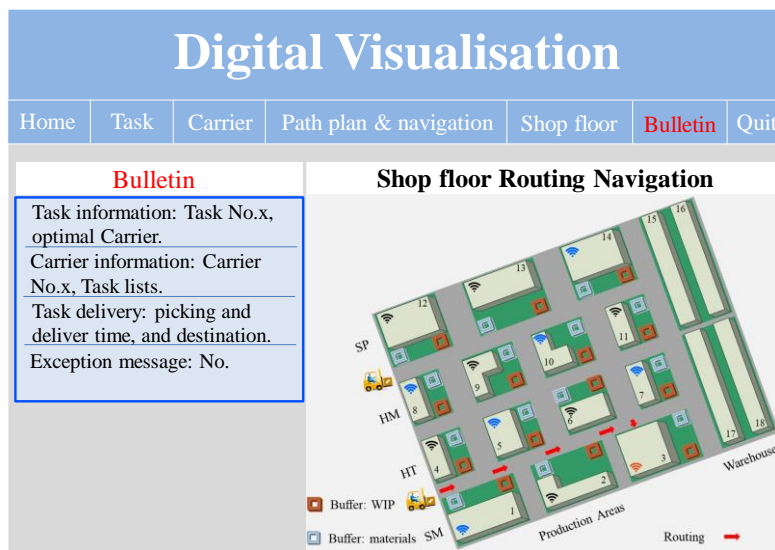 Digital Visualisation
Home Task Carrier Path plan & navigation Shop floor Bulletin Quit
Bulletin
Task information: Task No.x,
optimal Carrier.
Carrier information: Carrier
No.x, Task lists.
Task delivery: picking and
deliver time, and destination.
Exception message: No.
Shop floor Routing Navigation
16
15
14
13
12
SP
11
10
9
8
HM
7
6
5
4
HT
3
2
1
SM
17
18
Warehouse
Production Areas
Buffer: WIP
Buffer: materials
Routing